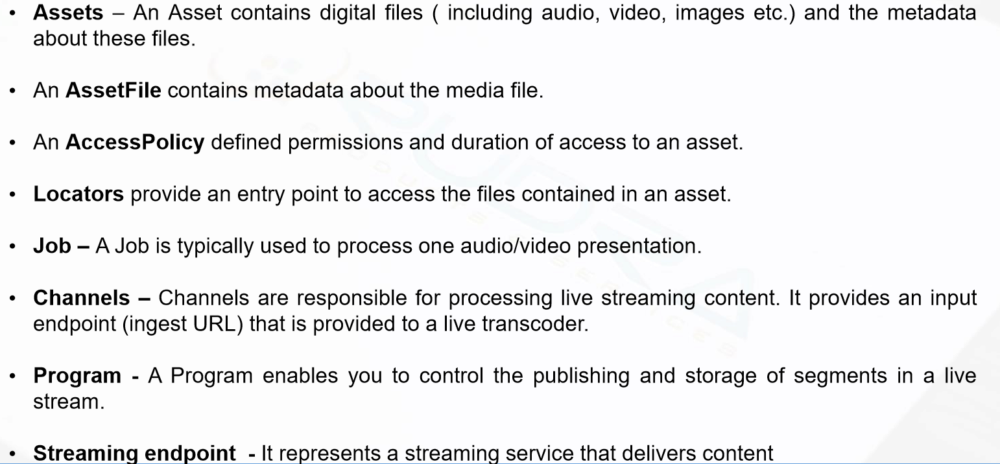 • Assets – An Asset contains digital files ( including audio, video, images etc.) and the metadata
about these files.
• An AssetFile contains metadata about the media file.
• An AccessPolicy defined permissions and duration of access to an asset.
• Locators provide an entry point to access the files contained in an asset.
• Job – A Job is typically used to process one audio/video presentation.
• Channels – Channels are responsible for processing live streaming content. It provides an input
endpoint (ingest URL) that is provided to a live transcoder.
• Program - A Program enables you to control the publishing and storage of segments in a live
stream.
• Streaming endpoint - It represents a streaming service that delivers content